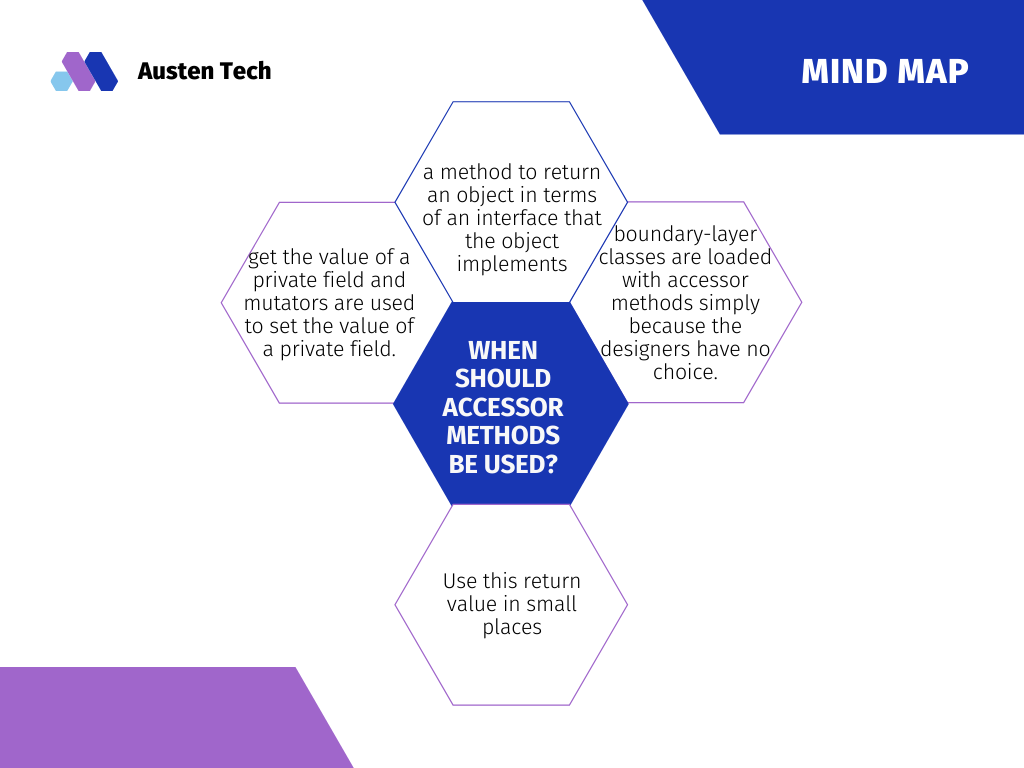 Austen Tech
MIND MAP
a method to return
an object in terms
of an interface that
the object
implements
get the value of a
private field and
mutators are used
to set the value of
a private field.
boundary-layer
classes are loaded
with accessor
methods simply
because the
designers have no
choice.
WHEN
SHOULD
ACCESSOR
METHODS
BE USED?
Use this return
value in small
places